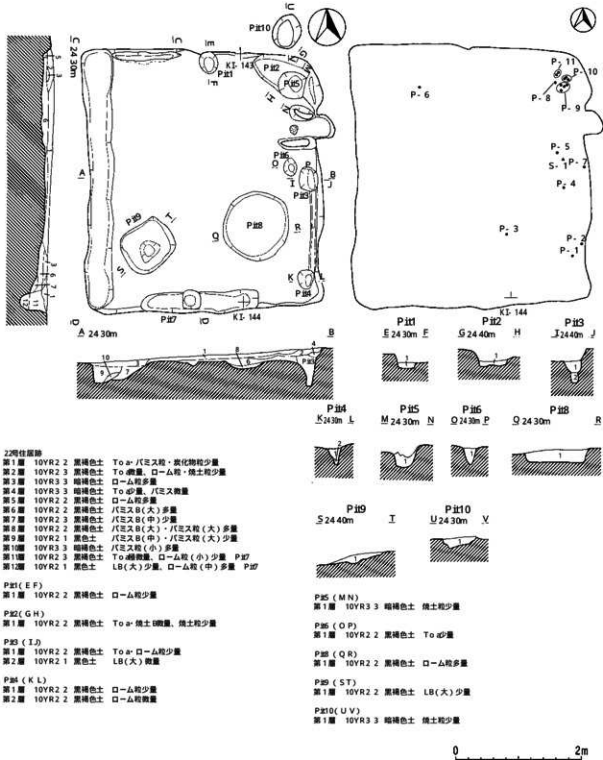 Pit10
Pit1
KI-143
Pit2
Pit5
Pit6
Pit3
Pit8
Pit9
Pit4
Pit7
KI-144
24 30m
P-11
P-10
P-6
P-8
P-9
P-5
S-1 P-7
P-4
P-3
P-2
P-1
KI-144
A 24 30m B
Pit1
E 24 30m F
Pit2
G 24 40m H
Pit3
I 24 40m J
Pit4
K 24 30m L
Pit5
M 24 30m N
Pit6
O 24 30m P
Pit8
Q 24 30m R
Pit9
S 24 40m T
Pit10
U 24 30m V
22号住居跡
第1層 10YR2 2 黒褐色土 To a・パミス粒・炭化物粒少量
第2層 10YR2 3 黒褐色土 To a微量、ローム粒・焼土粒少量
第3層 10YR3 3 暗褐色土 ローム粒多量
第4層 10YR3 3 暗褐色土 To a少量、パミス微量
第5層 10YR2 2 黒褐色土 ローム粒多量
第6層 10YR2 2 黒褐色土 パミスB(大)多量
第7層 10YR2 3 黒褐色土 パミスB(中)少量
第8層 10YR2 2 黒褐色土 パミスB(大)・パミス粒(大)多量
第9層 10YR2 1 黒色土 パミスB(中)・パミス粒(大)少量
第10層 10YR3 3 暗褐色土 パミス粒(小)多量
第11層 10YR2 3 黒褐色土 To a極微量、ローム粒(小)少量 Pit7
第12層 10YR2 1 黒色土 LB(大)少量、ローム粒(中)多量 Pit7
Pit1(EF)
第1層 10YR2 2 黒褐色土 ローム粒少量
Pit2(GH)
第1層 10YR2 2 黒褐色土 To a・焼土B微量、焼土粒少量
Pit3(IJ)
第1層 10YR2 2 黒褐色土 To a・ローム粒少量
第2層 10YR2 1 黒色土 LB(大)微量
Pit4(KL)
第1層 10YR2 2 黒褐色土 ローム粒少量
第2層 10YR2 2 黒褐色土 ローム粒微量
Pit5(MN)
第1層 10YR3 3 暗褐色土 焼土粒少量
Pit6(OP)
第1層 10YR2 2 黒褐色土 To a少量
Pit8(QR)
第1層 10YR2 2 黒褐色土 ローム粒多量
Pit9(ST)
第1層 10YR2 2 黒褐色土 LB(大)少量
Pit10(UV)
第1層 10YR3 3 暗褐色土 焼土粒少量
0 2m